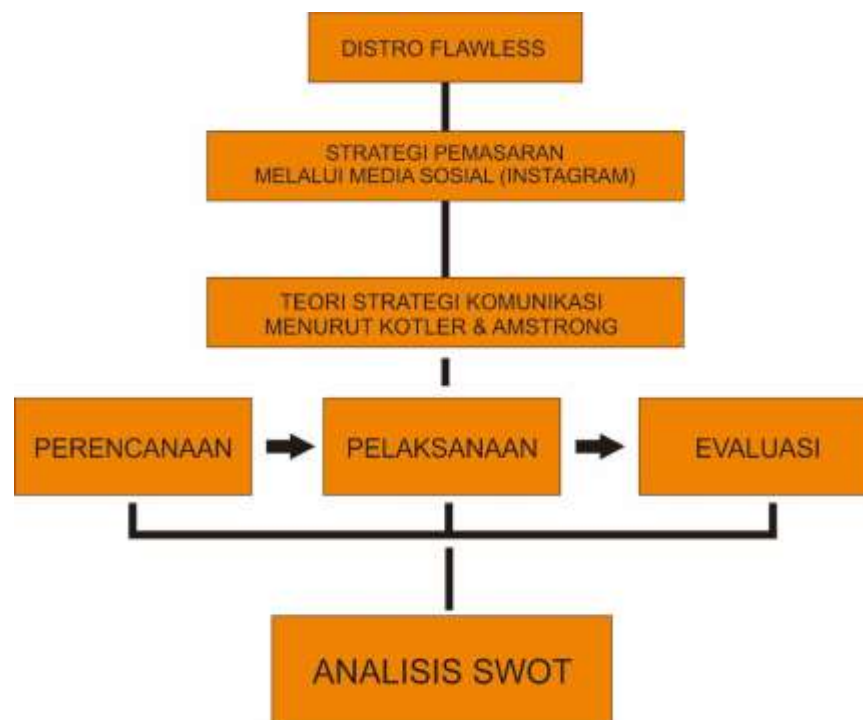 DISTRO FLAWLESS
STRATEGI PEMASARAN
MELALUI MEDIA SOSIAL (INSTAGRAM)
TEORI STRATEGI KOMUNIKASI
MENURUT KOTLER & AMSTRONG
PERENCANAAN
PELAKSANAAN
EVALUASI
ANALISIS SWOT